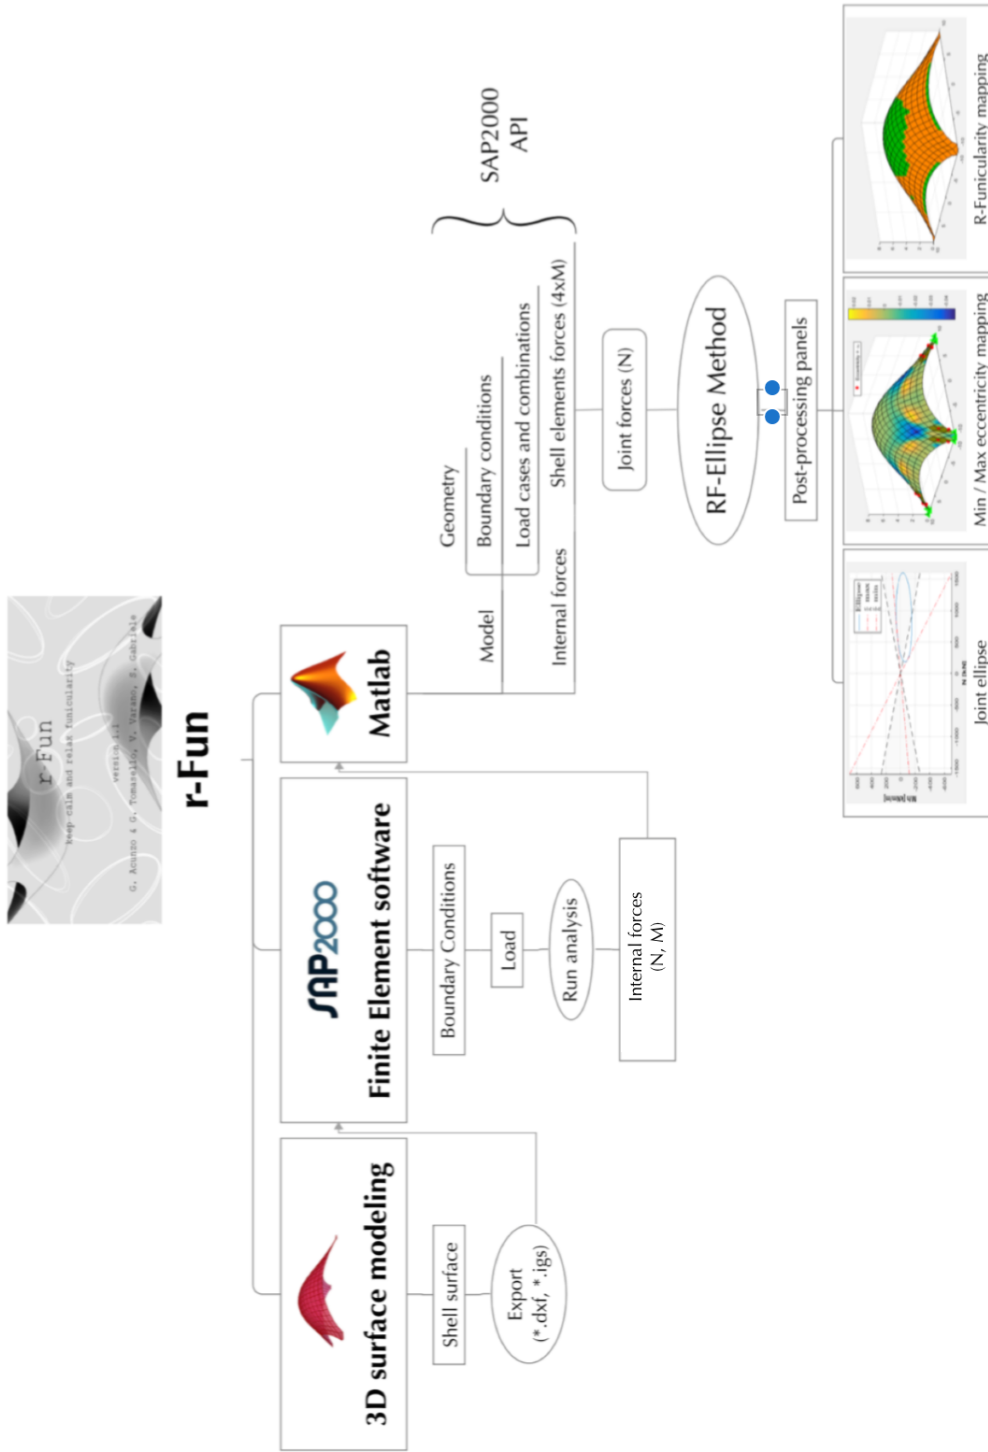 r Fun
keep calm and relax funicularity
version 1.1
G. Acunzo & G. Tomasello, V. Varano, S. Gabriele
r-Fun
3D surface modeling
Shell surface
Export
(*.dxf, *.igs)
SAP2000
Finite Element software
Boundary Conditions
Load
Run analysis
Internal forces
(N, M)
Matlab
Model
Geometry
Boundary conditions
Load cases and combinations
Internal forces
Shell elements forces (4xM)
SAP2000
API
Joint forces (N)
RF-Ellipse Method
Post-processing panels
Joint ellipse
Min / Max eccentricity mapping
R-Funicularity mapping